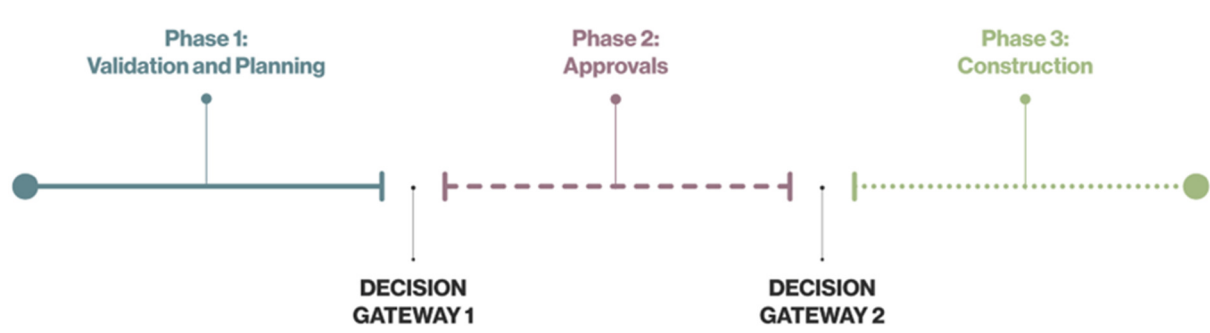 Phase 1:
Validation and Planning
Phase 2:
Approvals
Phase 3:
Construction
DECISION
GATEWAY 1
DECISION
GATEWAY 2